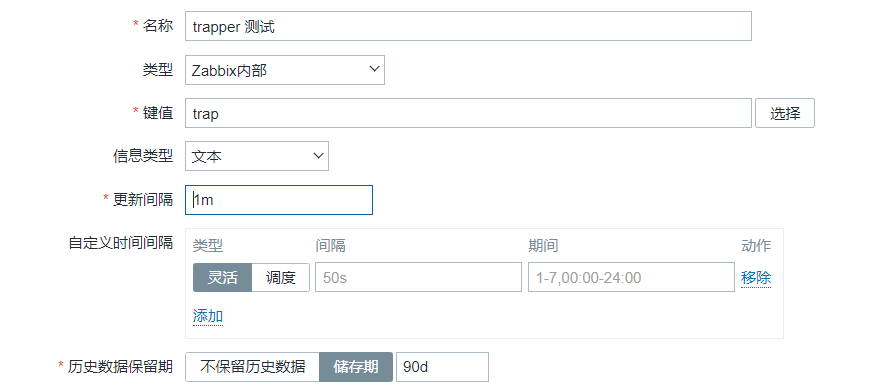 * 名称 trapper 测试
类型 Zabbix内部
* 键值 trap 选择
信息类型 文本
* 更新间隔 1m
自定义时间间隔 类型 间隔 期间 动作
灵活 调度 50s 1-7,00:00-24:00 移除
添加
* 历史数据保留期 不保留历史数据 储存期 90d